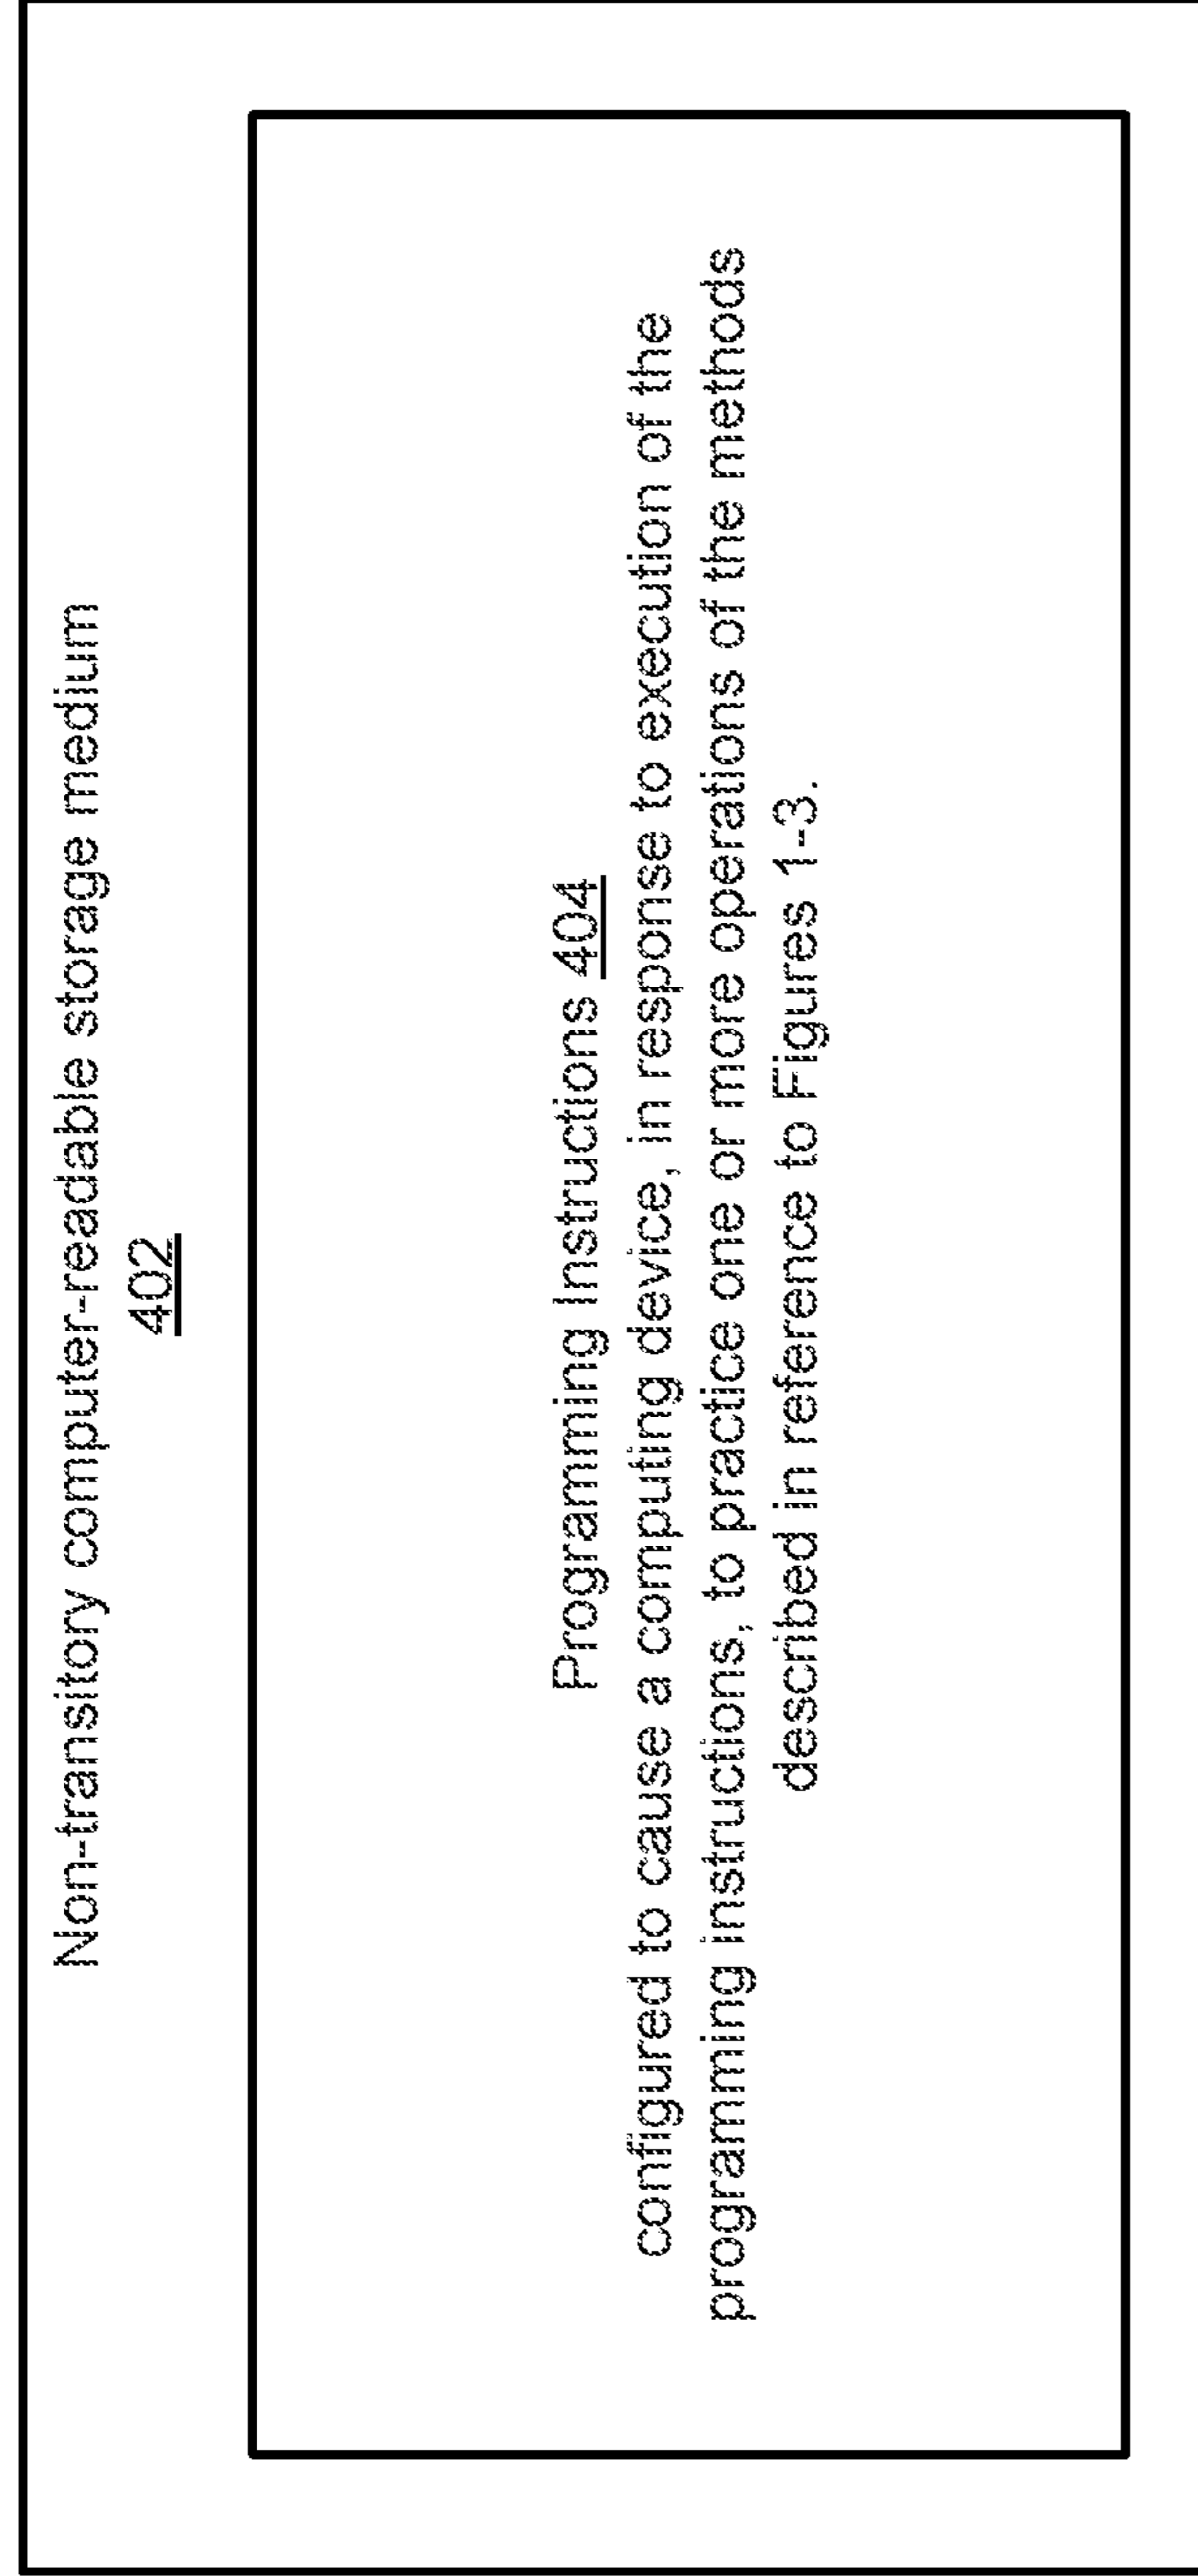 Non-transitory computer-readable storage medium
402
Programming Instructions 404
configured to cause a computing device, in response to execution of the
programming instructions, to practice one or more operations of the methods
described in reference to Figures 1-3.